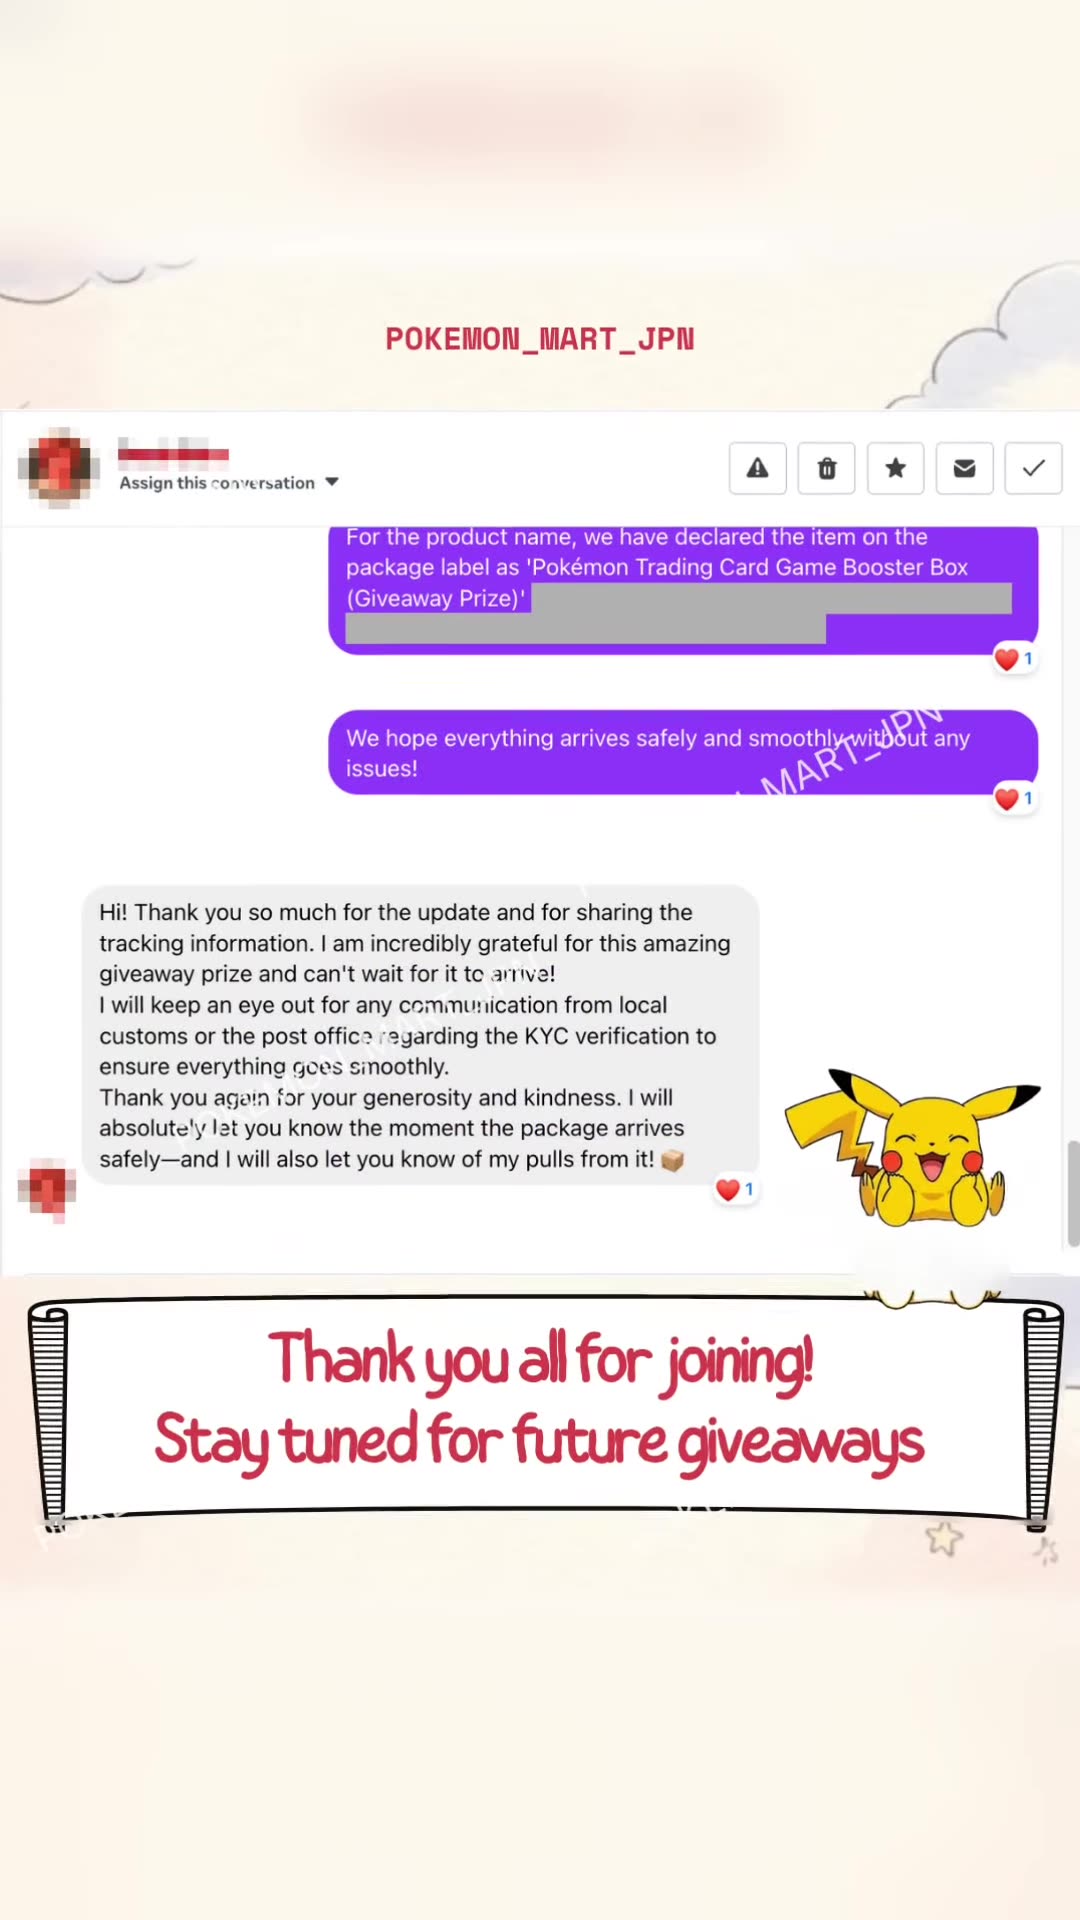 POKEMON_MART_JPN
Assign this conversation
For the product name, we have declared the item on the
package label as 'Pokémon Trading Card Game Booster Box
(Giveaway Prize)'
1
We hope everything arrives safely and smoothly without any
issues!
MART_JPN
1
Hi! Thank you so much for the update and for sharing the
tracking information. I am incredibly grateful for this amazing
giveaway prize and can't wait for it to arrive!
I will keep an eye out for any communication from local
customs or the post office regarding the KYC verification to
ensure everything goes smoothly.
Thank you again for your generosity and kindness. I will
absolutely let you know the moment the package arrives
safely—and I will also let you know of my pulls from it! 📦
POKEMON_MART_JPN
1
Thank you all for joining!
Stay tuned for future giveaways